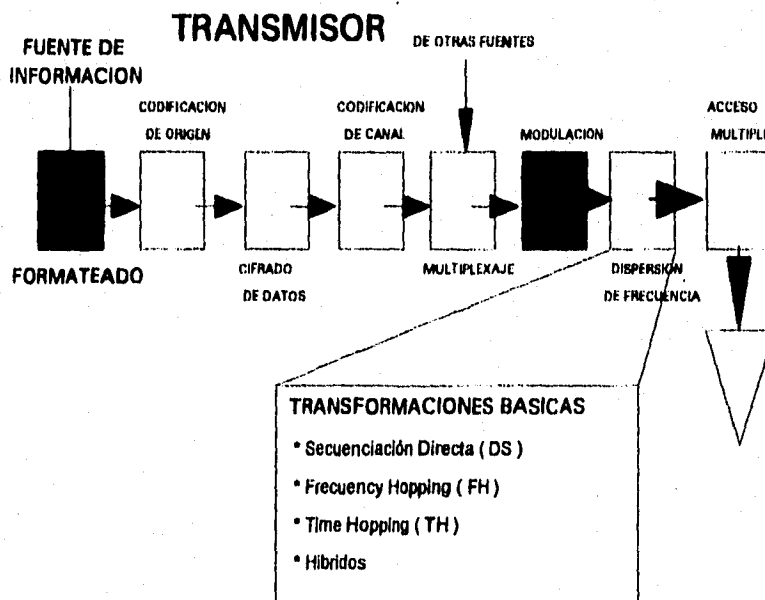 TRANSMISOR
FUENTE DE
INFORMACION
DE OTRAS FUENTES
CODIFICACION
DE ORIGEN
CODIFICACION
DE CANAL
MODULACION
ACCESO
MULTIPLE
FORMATEADO
CIFRADO
DE DATOS
MULTIPLEXAJE
DISPERSION
DE FRECUENCIA
TRANSFORMACIONES BASICAS
* Secuenciación Directa ( DS )
* Frecuency Hopping ( FH )
* Time Hopping ( TH )
* Hibridos